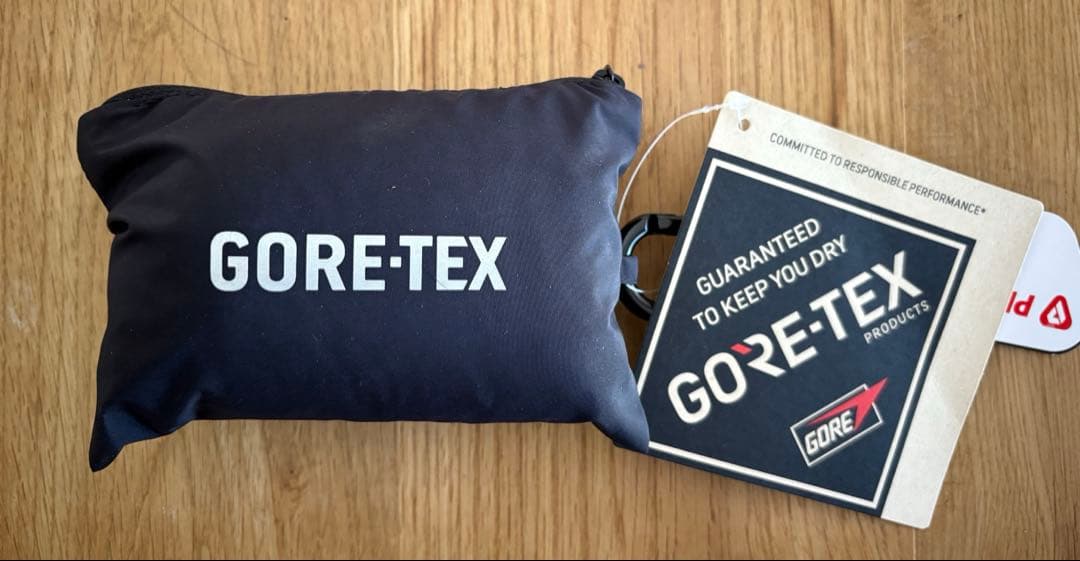 GORE-TEX
COMMITTED TO RESPONSIBLE PERFORMANCE*
GUARANTEED
TO KEEP YOU DRY
GORE-TEX
PRODUCTS
GORE